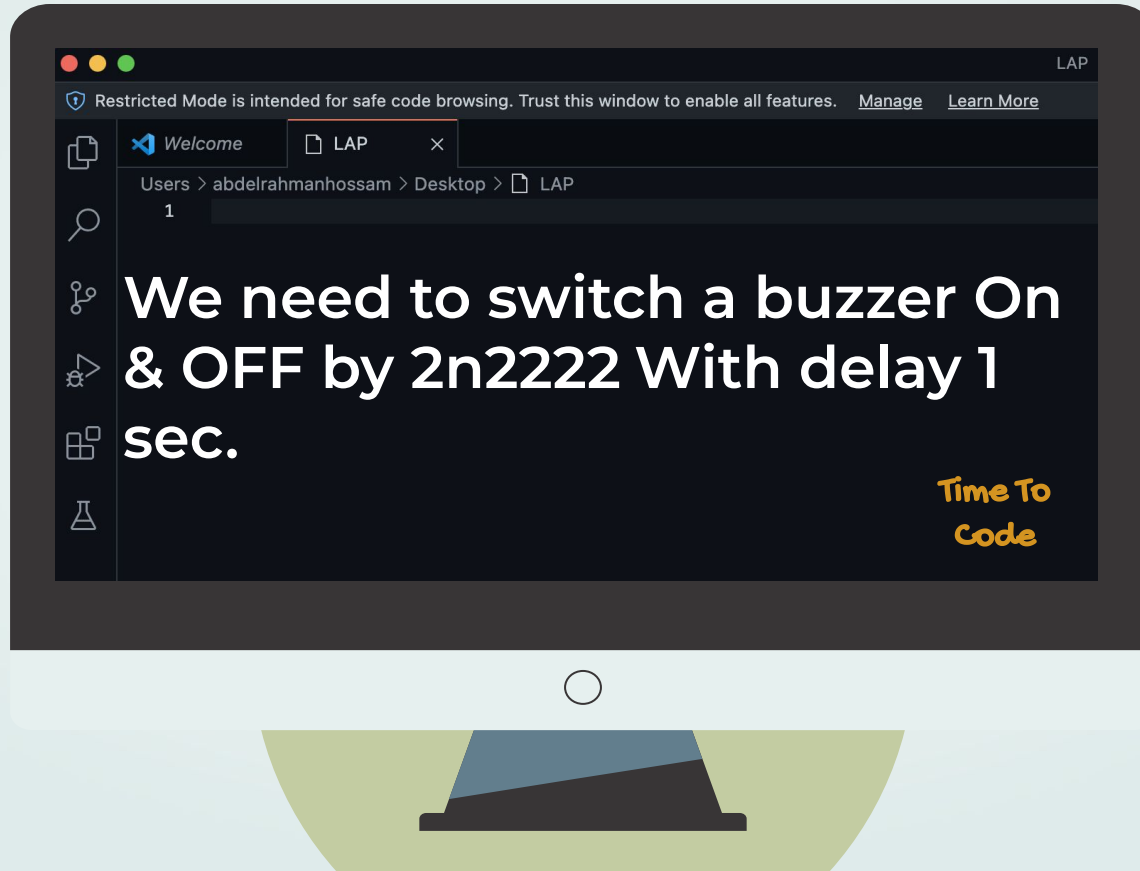 LAP
Restricted Mode is intended for safe code browsing. Trust this window to enable all features. Manage Learn More
Welcome LAP
Users > abdelrahmanhossam > Desktop > LAP
1
We need to switch a buzzer On
& OFF by 2n2222 With delay 1
sec.
Time To
Code